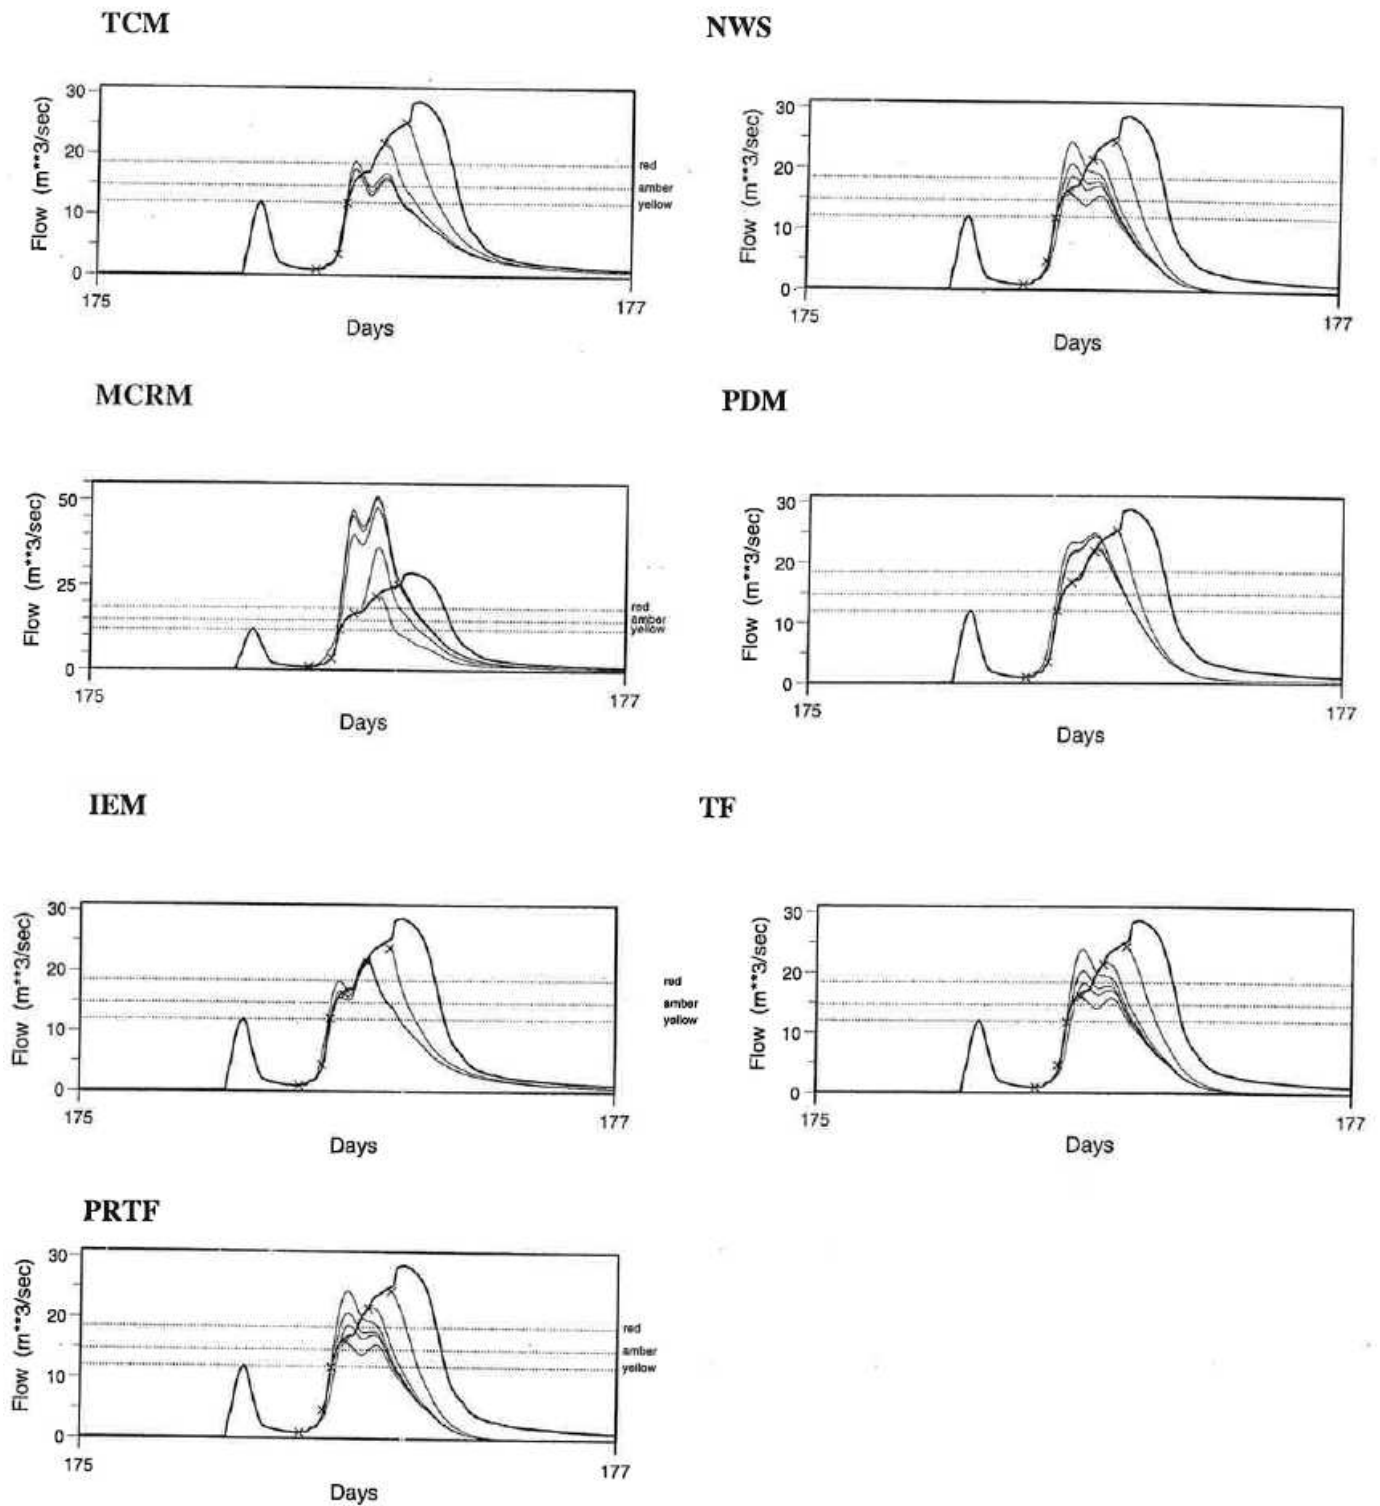 TCM
NWS
30
20
10
0
Flow (m**3/sec)
red
amber
yellow
175
177
Days
30
20
10
0
Flow (m**3/sec)
175
177
Days
MCRM
PDM
50
25
0
Flow (m**3/sec)
red
amber
yellow
175
177
Days
30
20
10
0
Flow (m**3/sec)
175
177
Days
IEM
TF
30
20
10
0
Flow (m**3/sec)
red
amber
yellow
175
177
Days
30
20
10
0
Flow (m**3/sec)
175
177
Days
PRTF
30
20
10
0
Flow (m**3/sec)
red
amber
yellow
175
177
Days